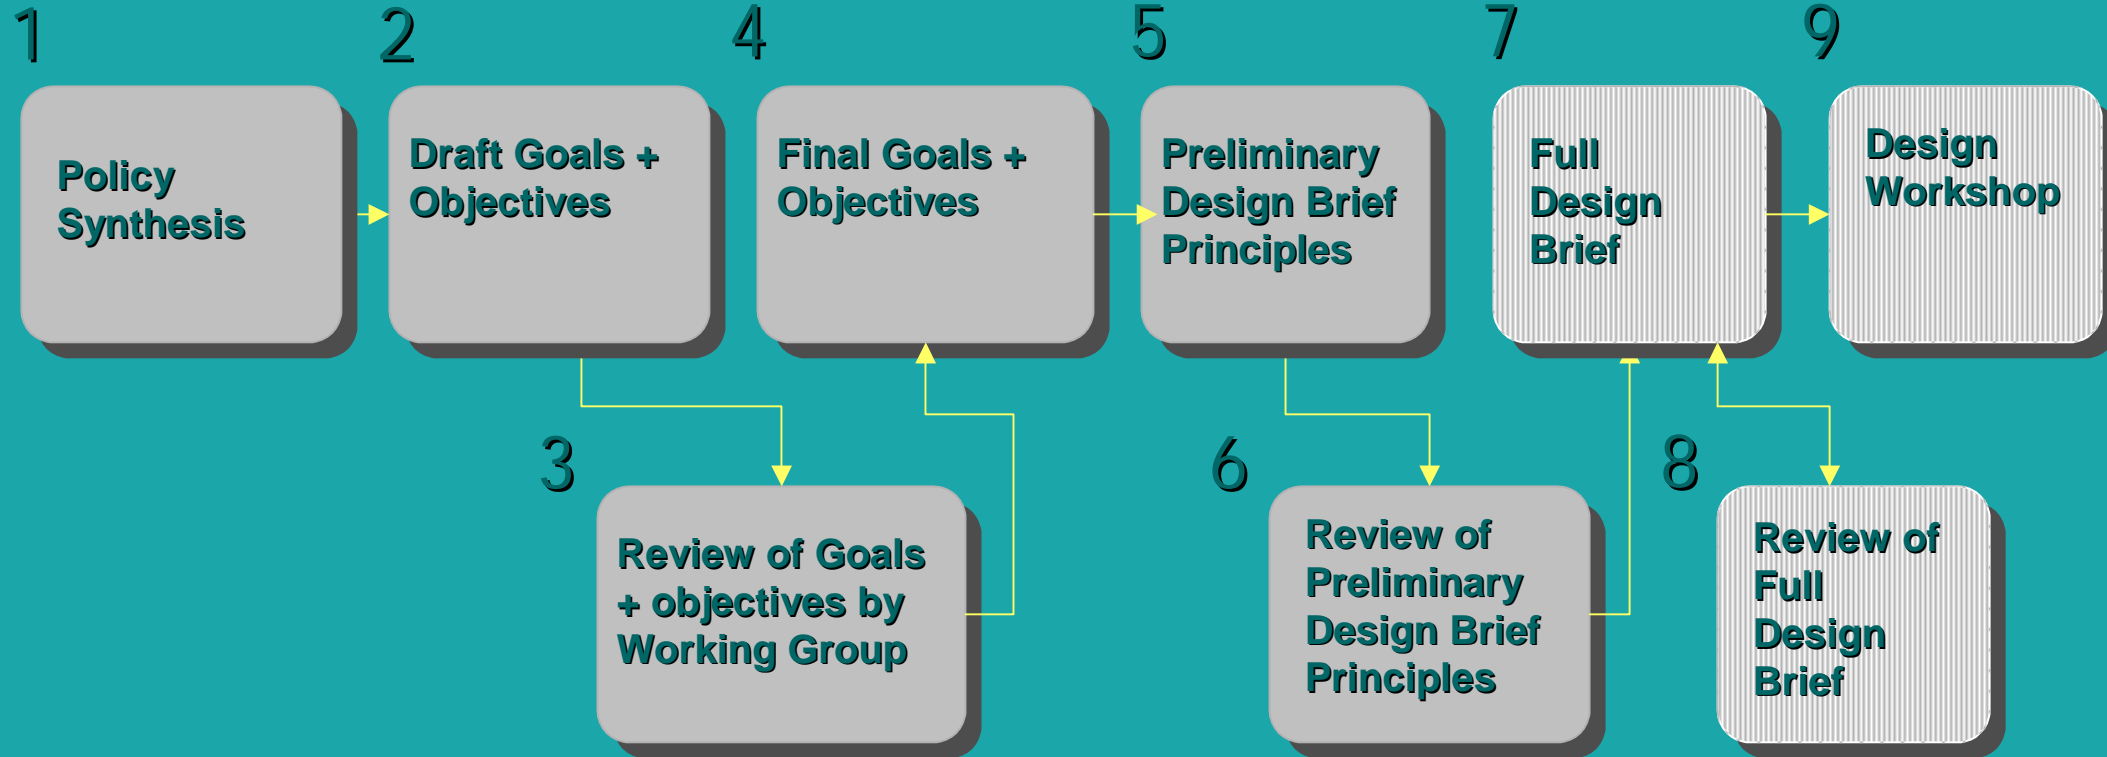 1
Policy
Synthesis
2
Draft Goals +
Objectives
3
Review of Goals
+ objectives by
Working Group
4
Final Goals +
Objectives
5
Preliminary
Design Brief
Principles
6
Review of
Preliminary
Design Brief
Principles
7
Full
Design
Brief
8
Review of
Full
Design
Brief
9
Design
Workshop